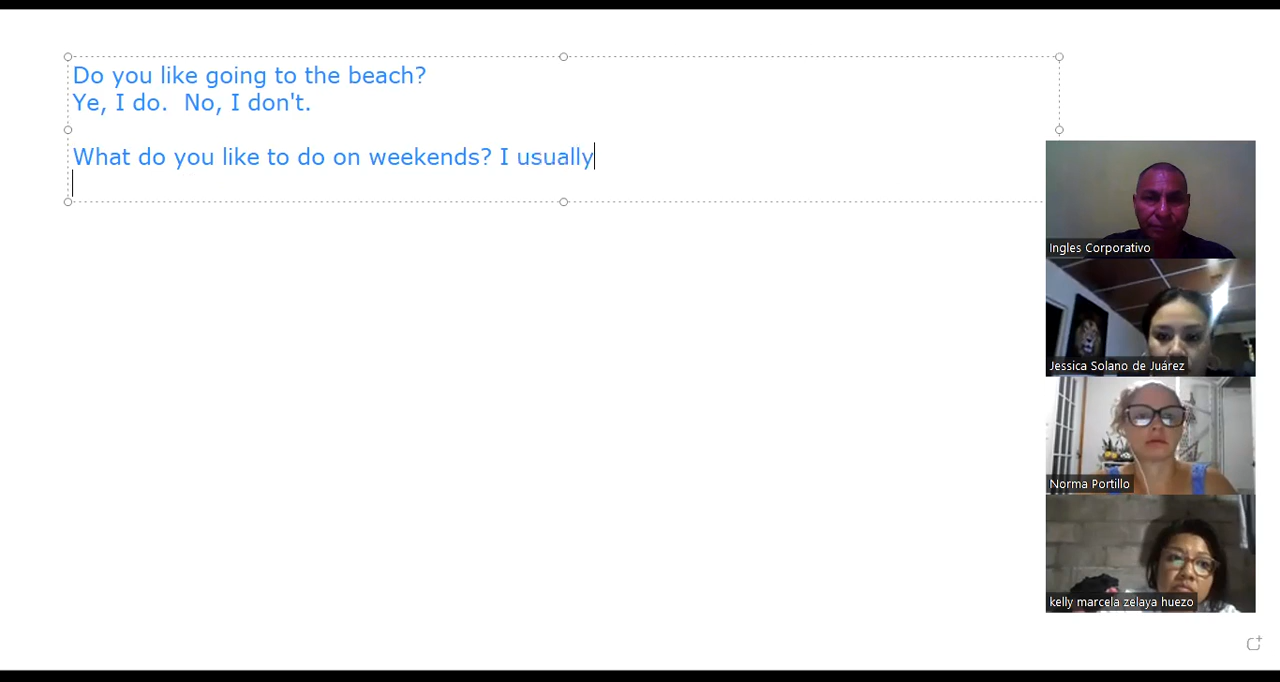 Do you like going to the beach?
Ye, I do.  No, I don't.
What do you like to do on weekends? I usually
Ingles Corporativo
Jessica Solano de Juárez
Norma Portillo
kelly marcela zelaya huezo